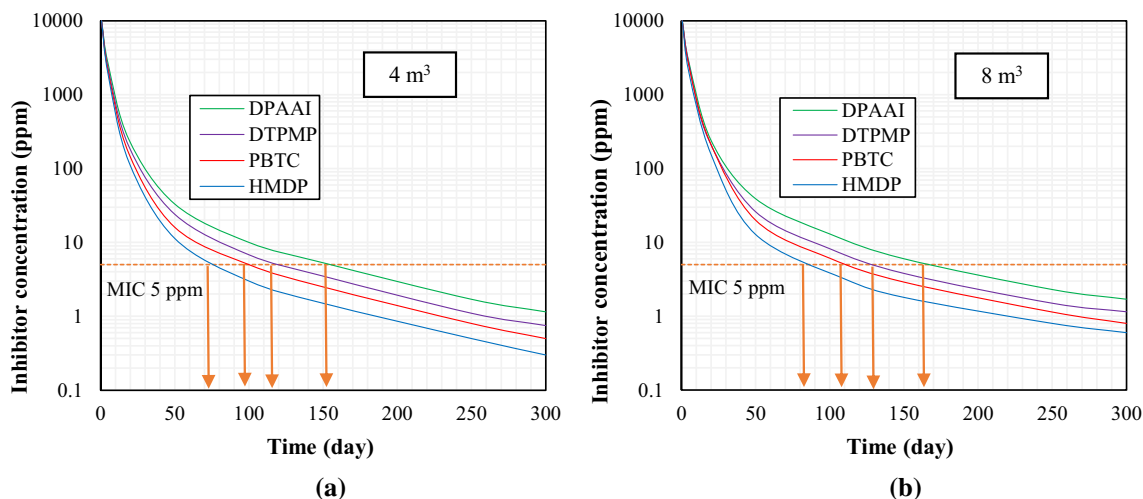 10000
1000
100
10
1
0.1
Inhibitor concentration (ppm)
4 m³
DPAAI
DTPMP
PBTC
HMDP
MIC 5 ppm
0 50 100 150 200 250 300
Time (day)
(a)
10000
1000
100
10
1
0.1
Inhibitor concentration (ppm)
8 m³
DPAAI
DTPMP
PBTC
HMDP
MIC 5 ppm
0 50 100 150 200 250 300
Time (day)
(b)